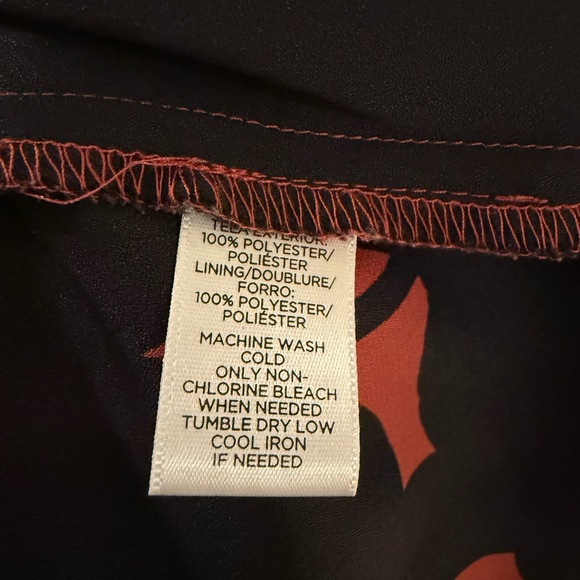 TELA EXTERIOR:
100% POLYESTER/
POLIÉSTER
LINING/DOUBLURE/
FORRO:
100% POLYESTER/
POLIÉSTER
MACHINE WASH
COLD
ONLY NON-
CHLORINE BLEACH
WHEN NEEDED
TUMBLE DRY LOW
COOL IRON
IF NEEDED